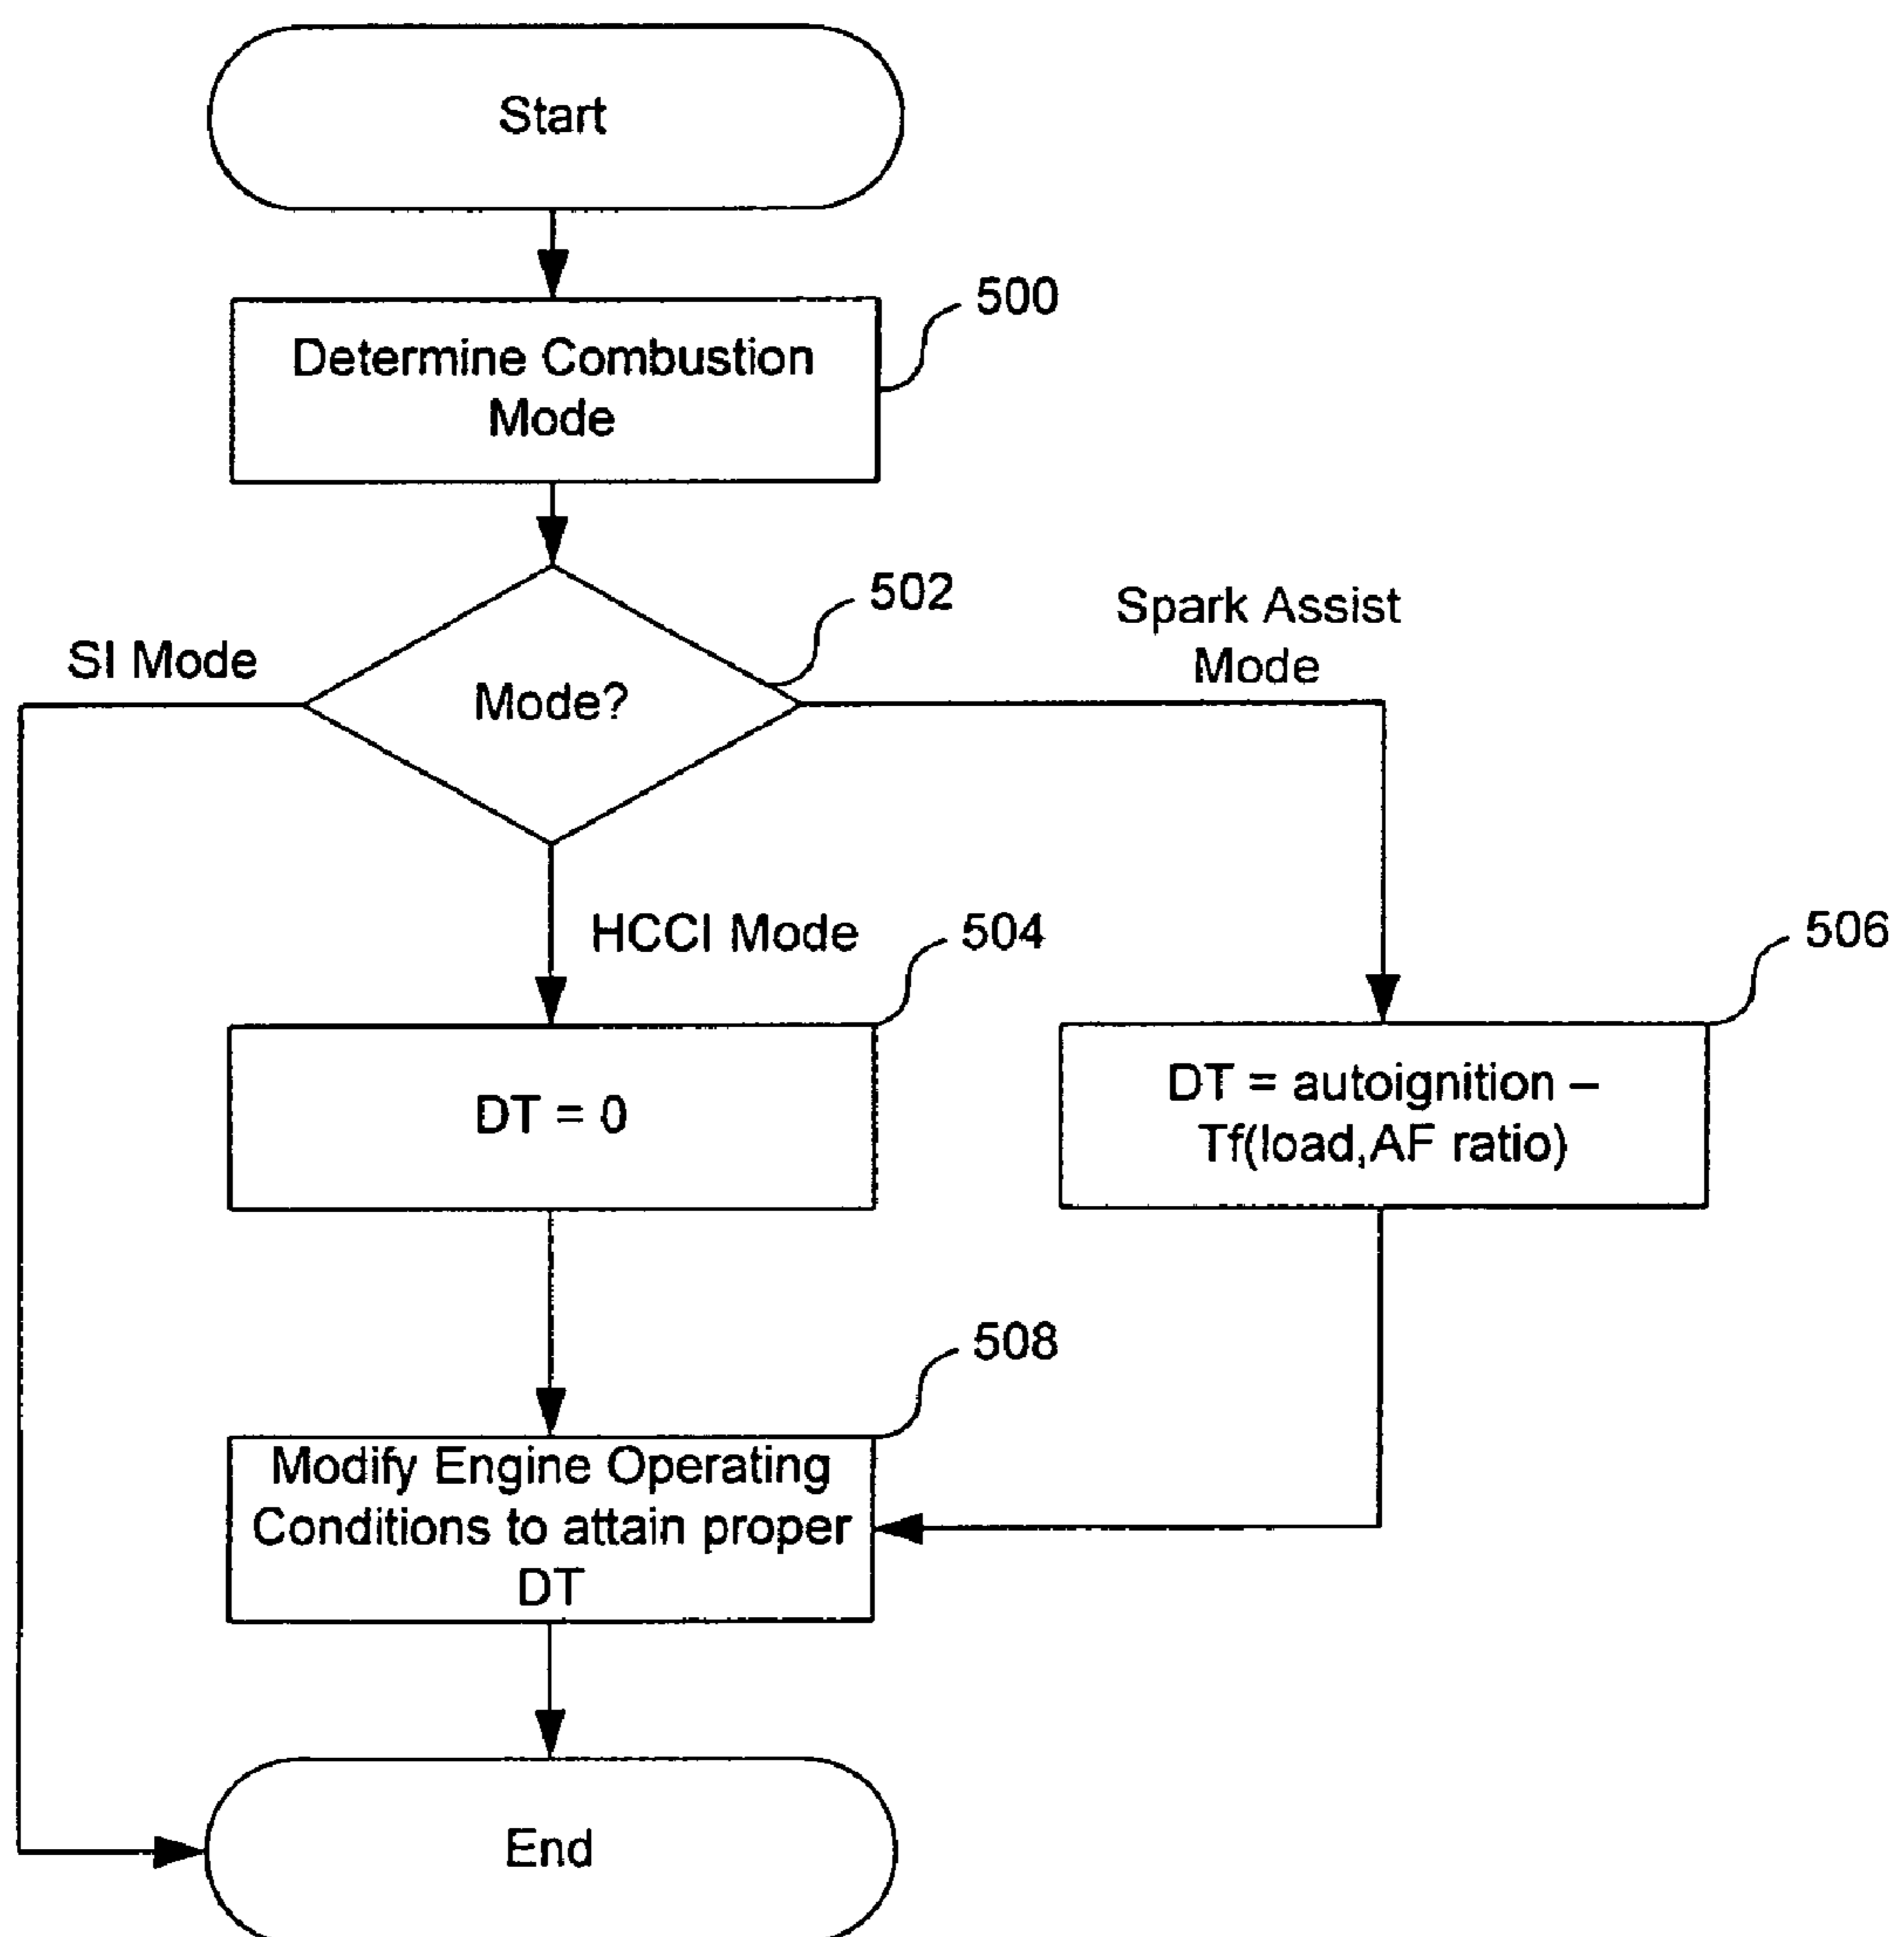 Start
500
Determine Combustion
Mode
502
Spark Assist
Mode
SI Mode
Mode?
HCCI Mode
504
506
DT = 0
DT = autoignition –
Tf(load,AF ratio)
508
Modify Engine Operating
Conditions to attain proper
DT
End